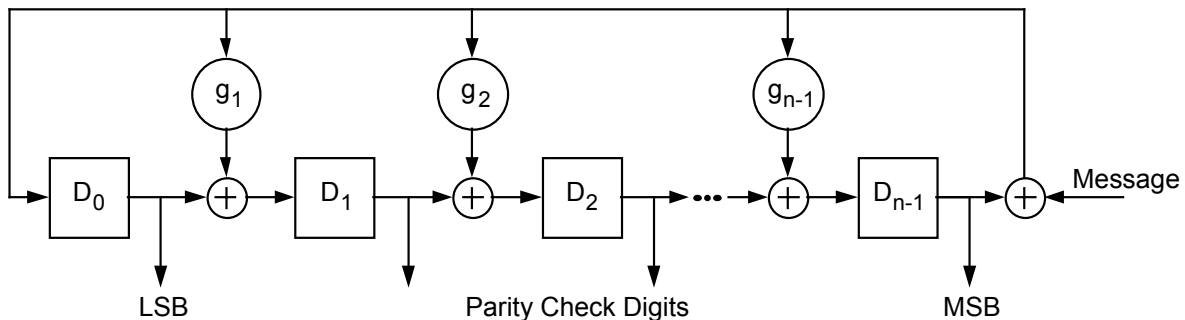 g1 g2 gn-1
D0 D1 D2 ••• Dn-1 Message
LSB Parity Check Digits MSB